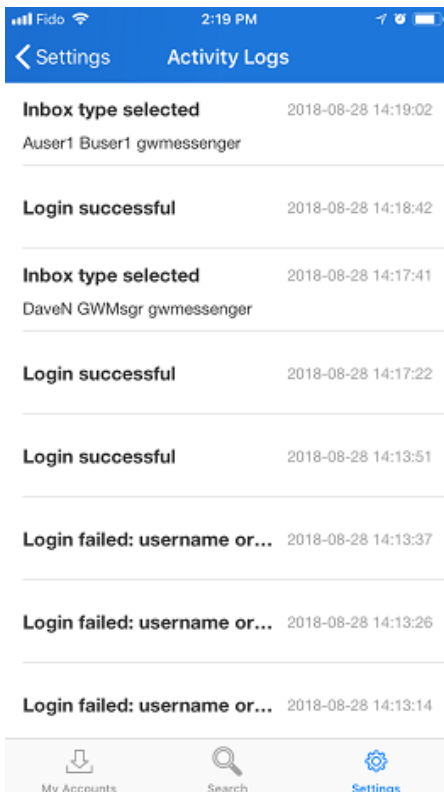 Fido 2:19 PM
Settings Activity Logs
Inbox type selected 2018-08-28 14:19:02
Auser1 Buser1 gwmessenger
Login successful 2018-08-28 14:18:42
Inbox type selected 2018-08-28 14:17:41
DaveN GWMsgr gwmessenger
Login successful 2018-08-28 14:17:22
Login successful 2018-08-28 14:13:51
Login failed: username or... 2018-08-28 14:13:37
Login failed: username or... 2018-08-28 14:13:26
Login failed: username or... 2018-08-28 14:13:14
My Accounts Search Settings